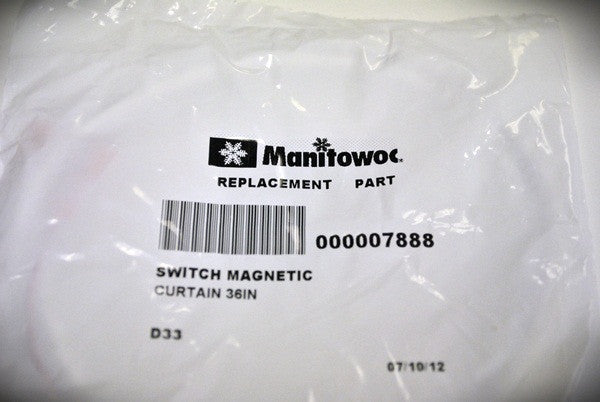 Manitowoc.
REPLACEMENT PART
000007888
SWITCH MAGNETIC
CURTAIN 36IN
D33
07/10/12